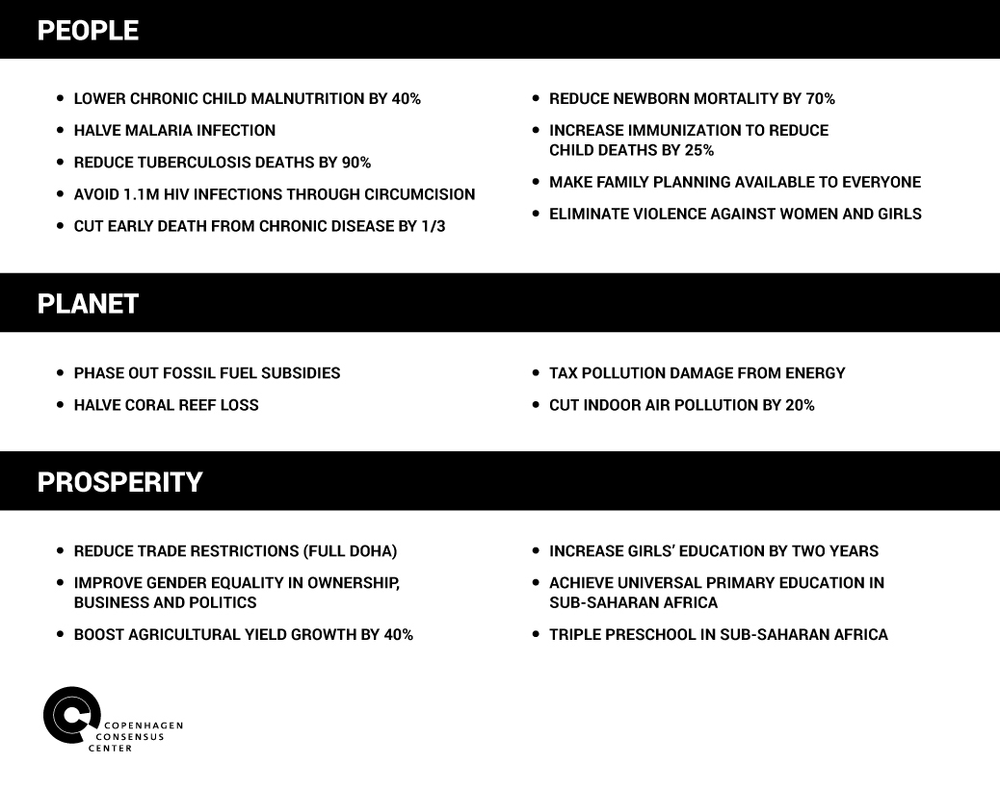 PEOPLE
• LOWER CHRONIC CHILD MALNUTRITION BY 40%
• HALVE MALARIA INFECTION
• REDUCE TUBERCULOSIS DEATHS BY 90%
• AVOID 1.1M HIV INFECTIONS THROUGH CIRCUMCISION
• CUT EARLY DEATH FROM CHRONIC DISEASE BY 1/3
• REDUCE NEWBORN MORTALITY BY 70%
• INCREASE IMMUNIZATION TO REDUCE
CHILD DEATHS BY 25%
• MAKE FAMILY PLANNING AVAILABLE TO EVERYONE
• ELIMINATE VIOLENCE AGAINST WOMEN AND GIRLS
PLANET
• PHASE OUT FOSSIL FUEL SUBSIDIES
• HALVE CORAL REEF LOSS
• TAX POLLUTION DAMAGE FROM ENERGY
• CUT INDOOR AIR POLLUTION BY 20%
PROSPERITY
• REDUCE TRADE RESTRICTIONS (FULL DOHA)
• IMPROVE GENDER EQUALITY IN OWNERSHIP,
BUSINESS AND POLITICS
• BOOST AGRICULTURAL YIELD GROWTH BY 40%
• INCREASE GIRLS’ EDUCATION BY TWO YEARS
• ACHIEVE UNIVERSAL PRIMARY EDUCATION IN
SUB-SAHARAN AFRICA
• TRIPLE PRESCHOOL IN SUB-SAHARAN AFRICA
COPENHAGEN
CONSENSUS
CENTER